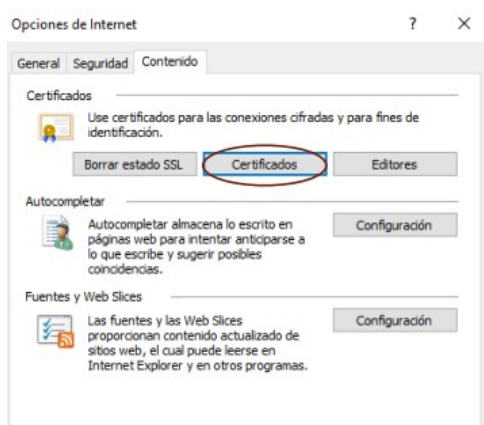 Opciones de Internet ? ×
General Seguridad Contenido
Certificados
Use certificados para las conexiones cifradas y para fines de
identificación.
Borrar estado SSL Certificados Editores
Autocompletar
Autocompletar almacena lo escrito en
páginas web para intentar anticiparse a
lo que escribe y sugerir posibles
coincidencias.
Configuración
Fuentes y Web Slices
Las fuentes y las Web Slices
proporcionan contenido actualizado de
sitios web, el cual puede leerse en
Internet Explorer y en otros programas.
Configuración